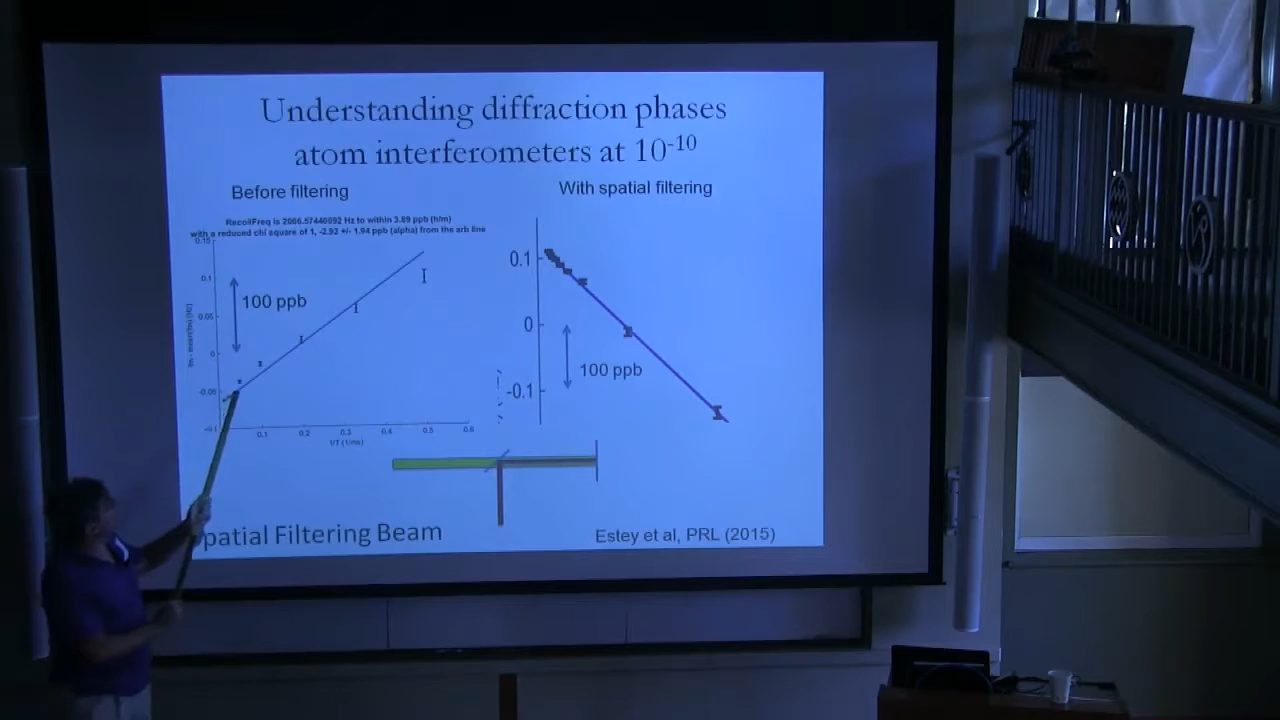 Understanding diffraction phases
atom interferometers at 10-10
Before filtering
With spatial filtering
RecoilFreq is 2066.57440092 Hz to within 3.89 ppb (h/m)
with a reduced chi square of 1, -2.92 +/- 1.94 ppb (alpha) from the arb line
0.15
0.1
0.05
0
-0.05
-0.1
100 ppb
0.1
0.2
0.3
0.4
0.5
0.6
1/T (1/ms)
0.1
0
-0.1
100 ppb
patial Filtering Beam
Estey et al, PRL (2015)